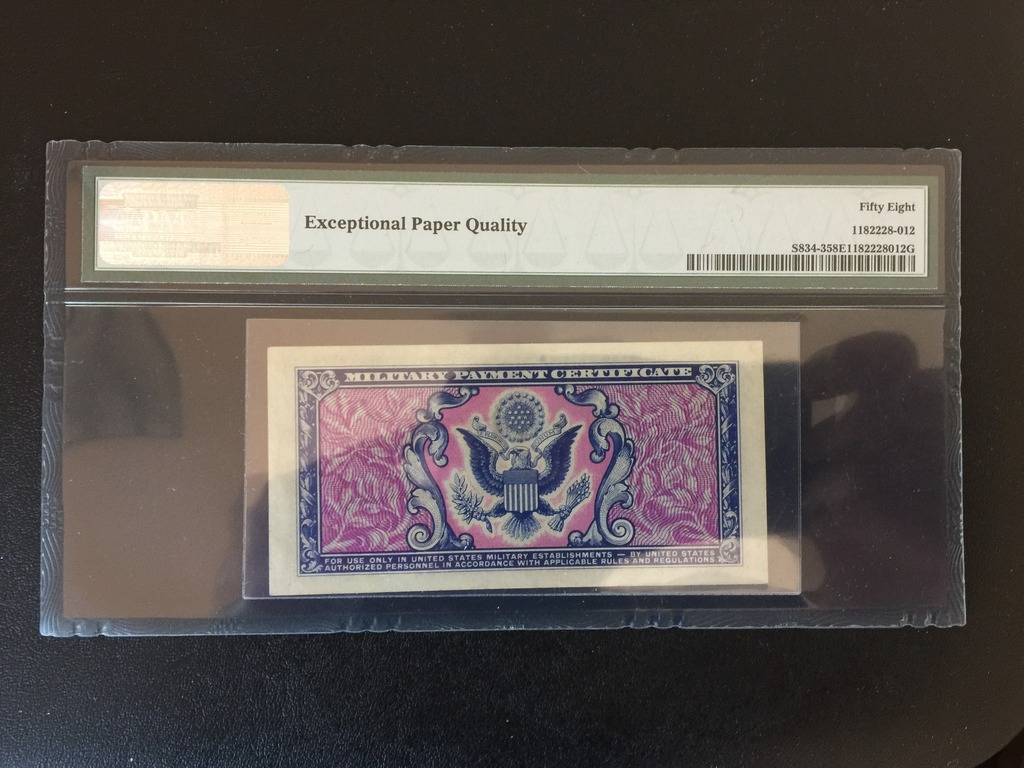 Exceptional Paper Quality
Fifty Eight
1182228-012
S834-358E1182228012G
MILITARY PAYMENT CERTIFICATE
FOR USE ONLY IN UNITED STATES MILITARY ESTABLISHMENTS — BY UNITED STATES
AUTHORIZED PERSONNEL IN ACCORDANCE WITH APPLICABLE RULES AND REGULATIONS